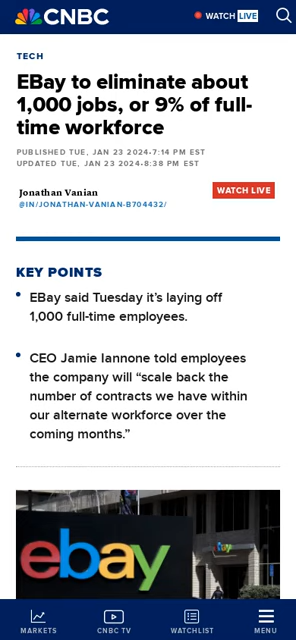 CNBC
WATCH LIVE
TECH
EBay to eliminate about
1,000 jobs, or 9% of full-
time workforce
PUBLISHED TUE, JAN 23 2024•7:14 PM EST
UPDATED TUE, JAN 23 2024•8:38 PM EST
Jonathan Vanian
@IN/JONATHAN-VANIAN-B704432/
WATCH LIVE
KEY POINTS
EBay said Tuesday it’s laying off
1,000 full-time employees.
CEO Jamie Iannone told employees
the company will “scale back the
number of contracts we have within
our alternate workforce over the
coming months.”
ebay
ebay
MARKETS
CNBC TV
WATCHLIST
MENU